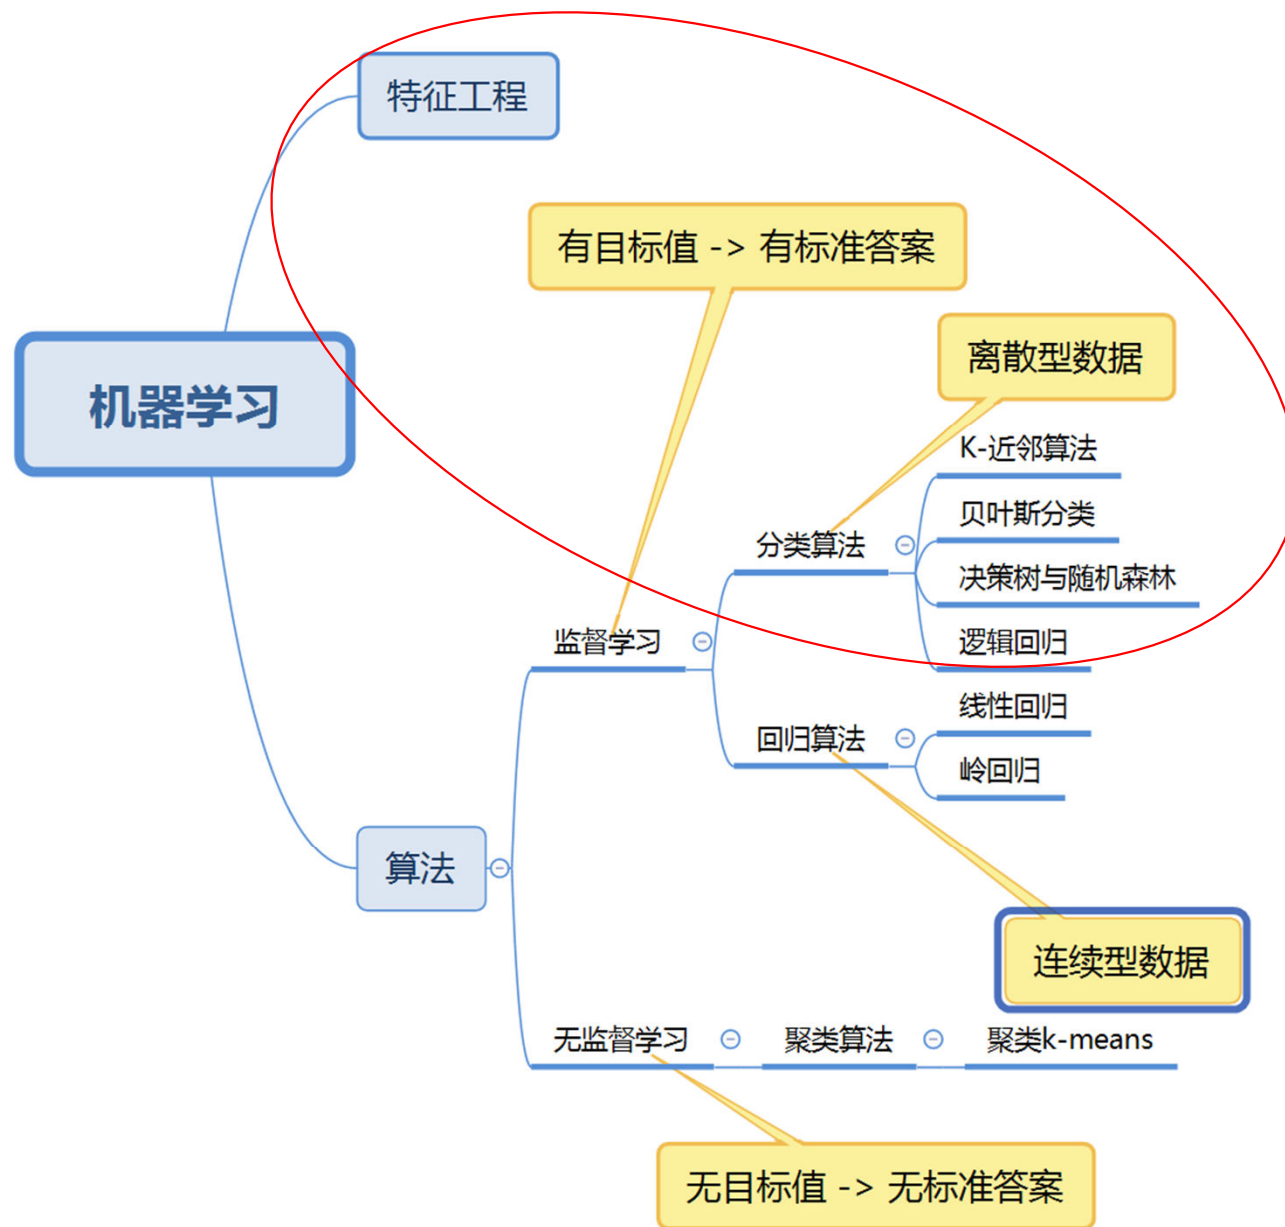 特征工程
有目标值 -> 有标准答案
离散型数据
机器学习
K-近邻算法
贝叶斯分类
分类算法
决策树与随机森林
监督学习
逻辑回归
线性回归
回归算法
岭回归
算法
连续型数据
无监督学习
聚类算法
聚类k-means
无目标值 -> 无标准答案